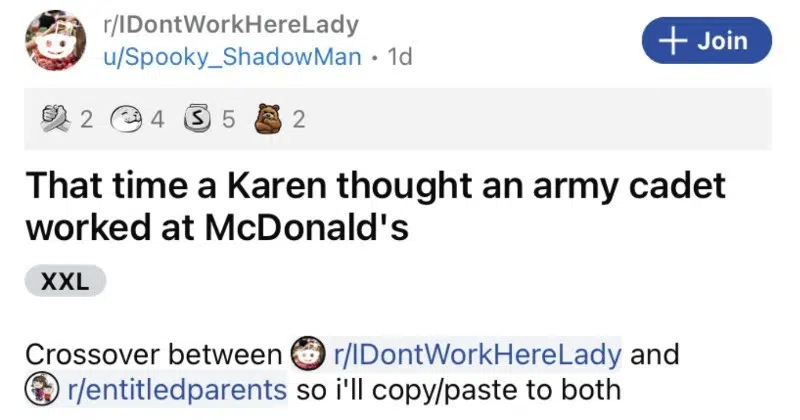 r/IDontWorkHereLady
u/Spooky_ShadowMan • 1d
+ Join
2 4 S 5 2
That time a Karen thought an army cadet
worked at McDonald's
XXL
Crossover between r/IDontWorkHereLady and
r/entitledparents so i'll copy/paste to both